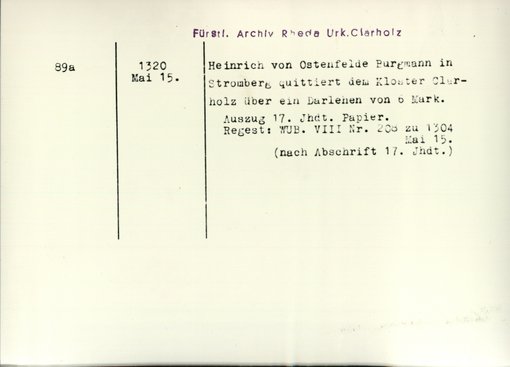 Fürstl. Archiv Rheda Urk.Clarholz
89a
1320
Mai 15.
Heinrich von Ostenfelde Burgmann in
Stromberg quittiert dem Kloster Clar-
holz über ein Darlehen von 6 Mark.
Auszug 17. Jhdt. Papier.
Regest: WUB. VIII Nr. 208 zu 1304
Mai 15.
(nach Abschrift 17. Jhdt.)